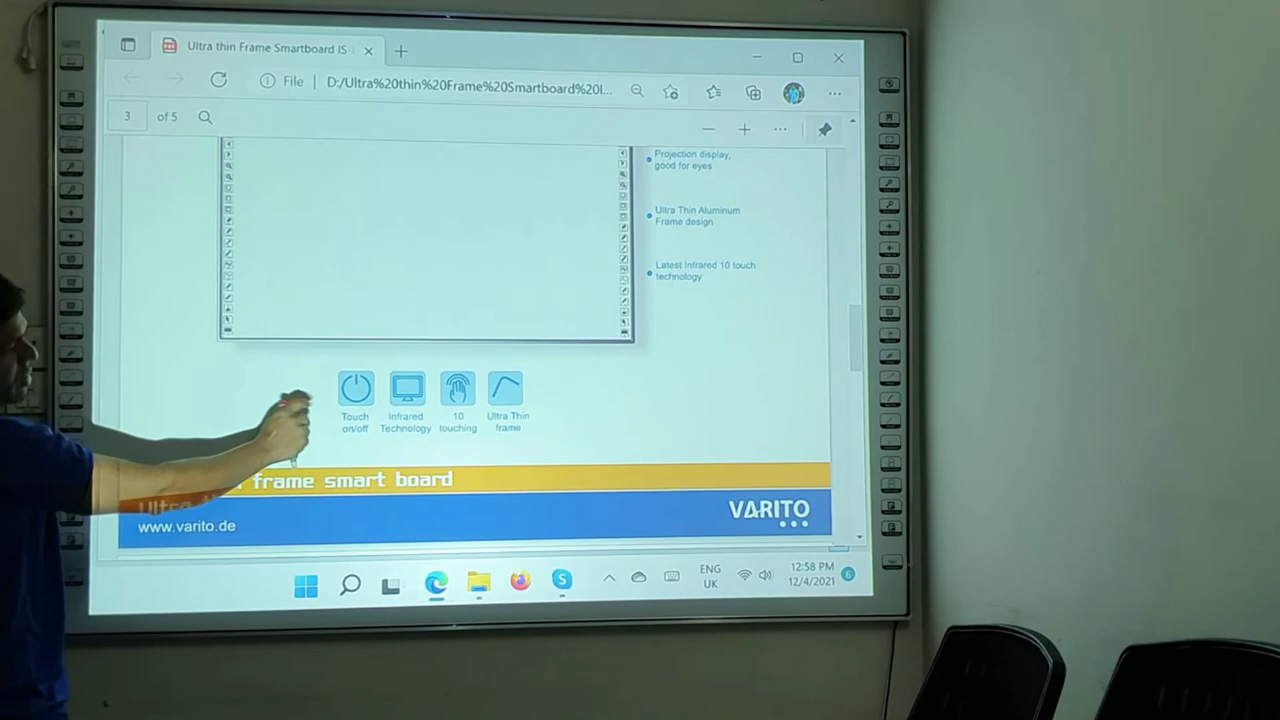 Ultra thin Frame Smartboard IS-
File
D:/Ultra%20thin%20Frame%20Smartboard%20I...
3 of 5
Projection display,
good for eyes
Ultra Thin Aluminum
Frame design
Latest Infrared 10 touch
technology
Touch
on/off
Infrared
Technology
10
touching
Ultra Thin
frame
frame smart board
Ultra
www.varito.de
VARITO
ENG
UK
12:58 PM
12/4/2021
6